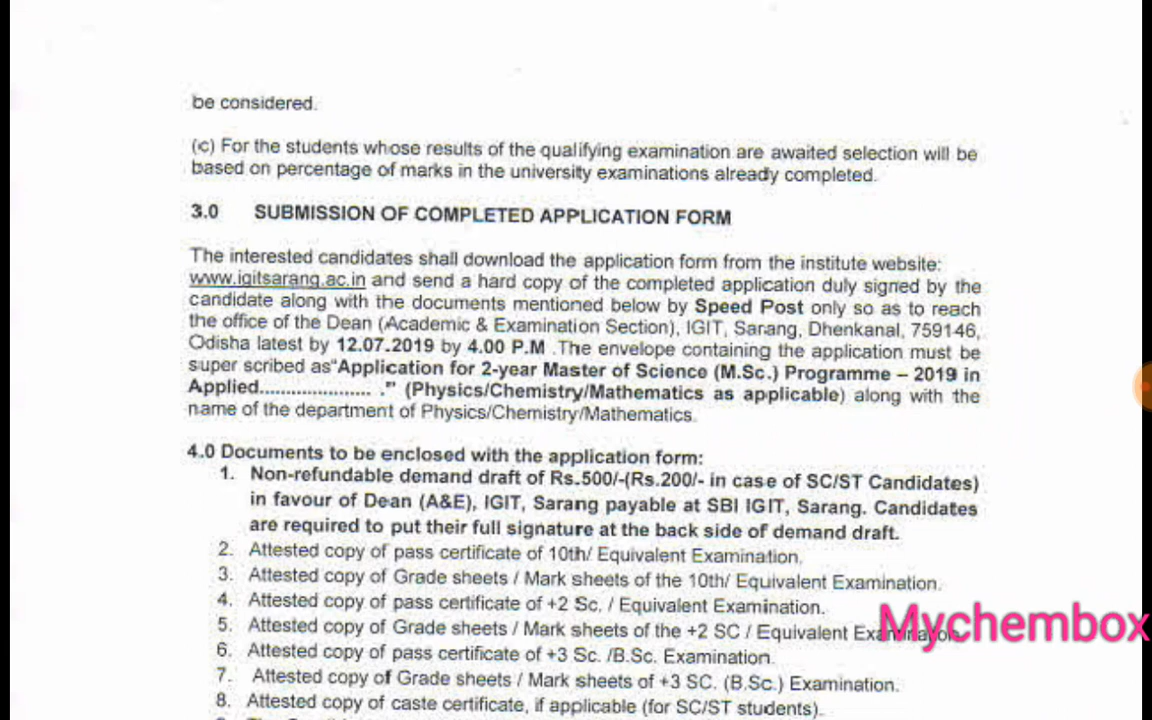 be considered.
(c) For the students whose results of the qualifying examination are awaited selection will be
based on percentage of marks in the university examinations already completed.
3.0 SUBMISSION OF COMPLETED APPLICATION FORM
The interested candidates shall download the application form from the institute website:
www.igitsarang.ac.in and send a hard copy of the completed application duly signed by the
candidate along with the documents mentioned below by Speed Post only so as to reach
the office of the Dean (Academic & Examination Section), IGIT, Sarang, Dhenkanal, 759146,
Odisha latest by 12.07.2019 by 4.00 P.M .The envelope containing the application must be
super scribed as"Application for 2-year Master of Science (M.Sc.) Programme – 2019 in
Applied..................... ." (Physics/Chemistry/Mathematics as applicable) along with the
name of the department of Physics/Chemistry/Mathematics.
4.0 Documents to be enclosed with the application form:
1. Non-refundable demand draft of Rs.500/-(Rs.200/- in case of SC/ST Candidates)
in favour of Dean (A&E), IGIT, Sarang payable at SBI IGIT, Sarang. Candidates
are required to put their full signature at the back side of demand draft.
2. Attested copy of pass certificate of 10th/ Equivalent Examination.
3. Attested copy of Grade sheets / Mark sheets of the 10th/ Equivalent Examination.
4. Attested copy of pass certificate of +2 Sc. / Equivalent Examination.
5. Attested copy of Grade sheets / Mark sheets of the +2 SC / Equivalent Examination.
Mychembox
6. Attested copy of pass certificate of +3 Sc. /B.Sc. Examination.
7. Attested copy of Grade sheets / Mark sheets of +3 SC. (B.Sc.) Examination.
8. Attested copy of caste certificate, if applicable (for SC/ST students).